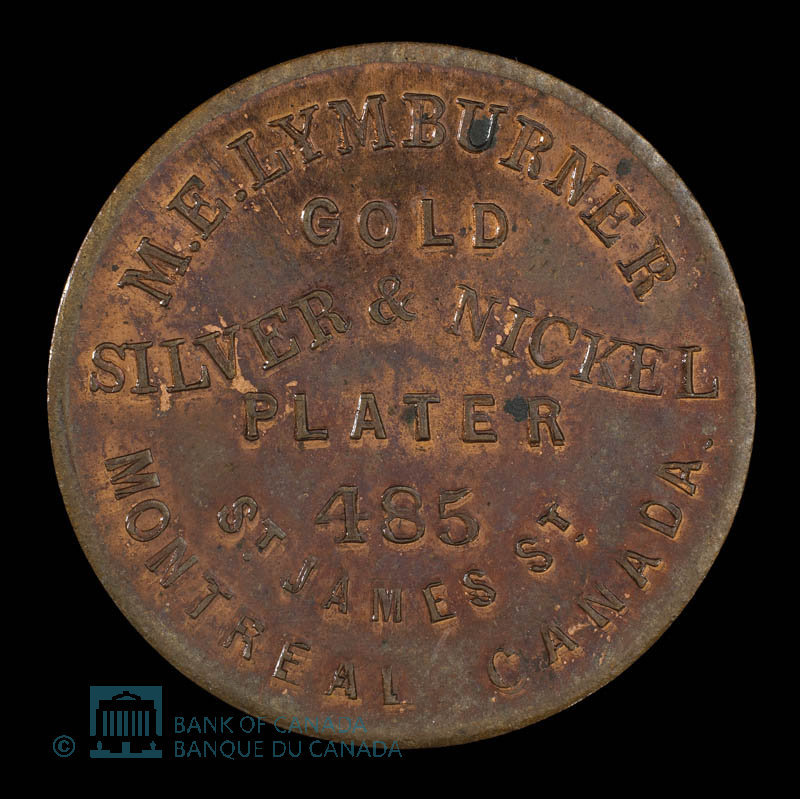 M.E. LYMBURNER
GOLD
SILVER & NICKEL
PLATER
485
ST. JAMES ST.
MONTREAL CANADA.
© BANK OF CANADA
BANQUE DU CANADA